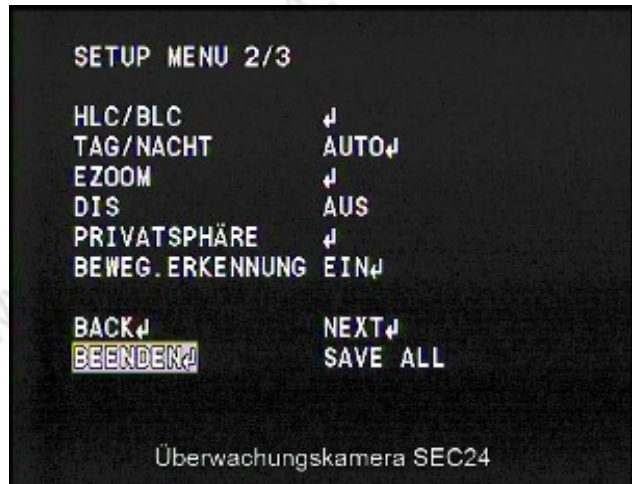 SETUP MENU 2/3
HLC/BLC ↲
TAG/NACHT AUTO↲
EZOOM ↲
DIS AUS
PRIVATSPHÄRE ↲
BEWEG.ERKENNUNG EIN↲
BACK↲ NEXT↲
BEENDEN↲ SAVE ALL
Überwachungskamera SEC24